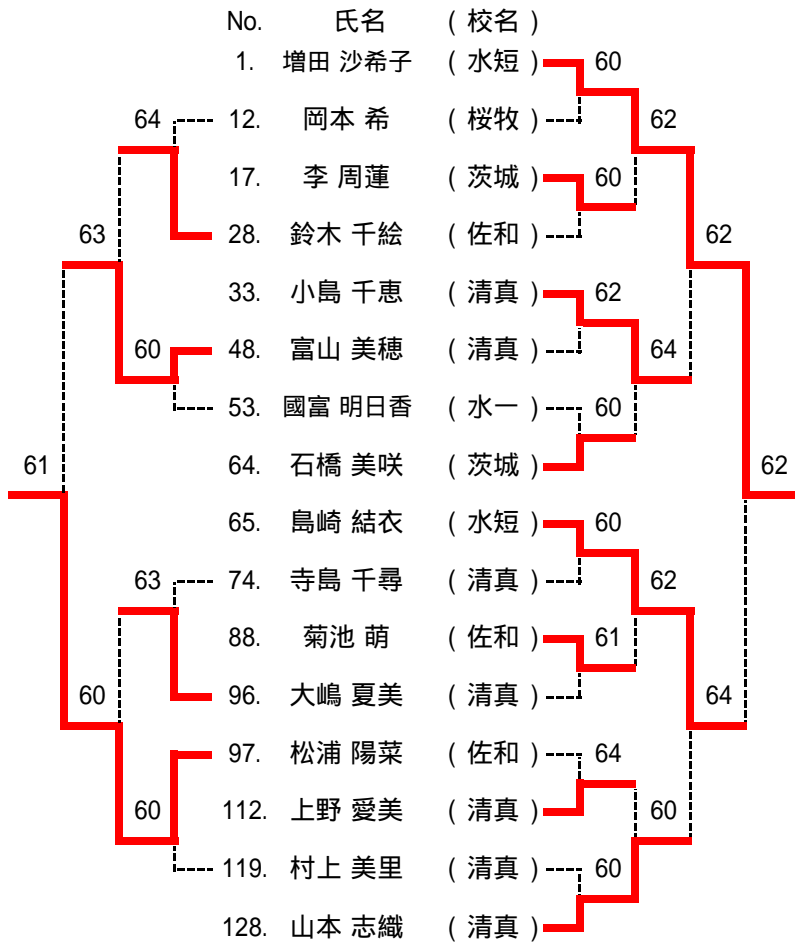 No. 氏名 ( 校名 )
1. 増田 沙希子 ( 水短 ) 60
64 12. 岡本 希 ( 桜牧 ) 62
17. 李 周蓮 ( 茨城 ) 60
63 28. 鈴木 千絵 ( 佐和 ) 62
33. 小島 千恵 ( 清真 ) 62
60 48. 富山 美穂 ( 清真 ) 64
53. 國富 明日香 ( 水一 ) 60
61 64. 石橋 美咲 ( 茨城 ) 62
65. 島崎 結衣 ( 水短 ) 60
63 74. 寺島 千尋 ( 清真 ) 62
88. 菊池 萌 ( 佐和 ) 61
60 96. 大嶋 夏美 ( 清真 ) 64
97. 松浦 陽菜 ( 佐和 ) 64
60 112. 上野 愛美 ( 清真 ) 60
119. 村上 美里 ( 清真 ) 60
128. 山本 志織 ( 清真 )